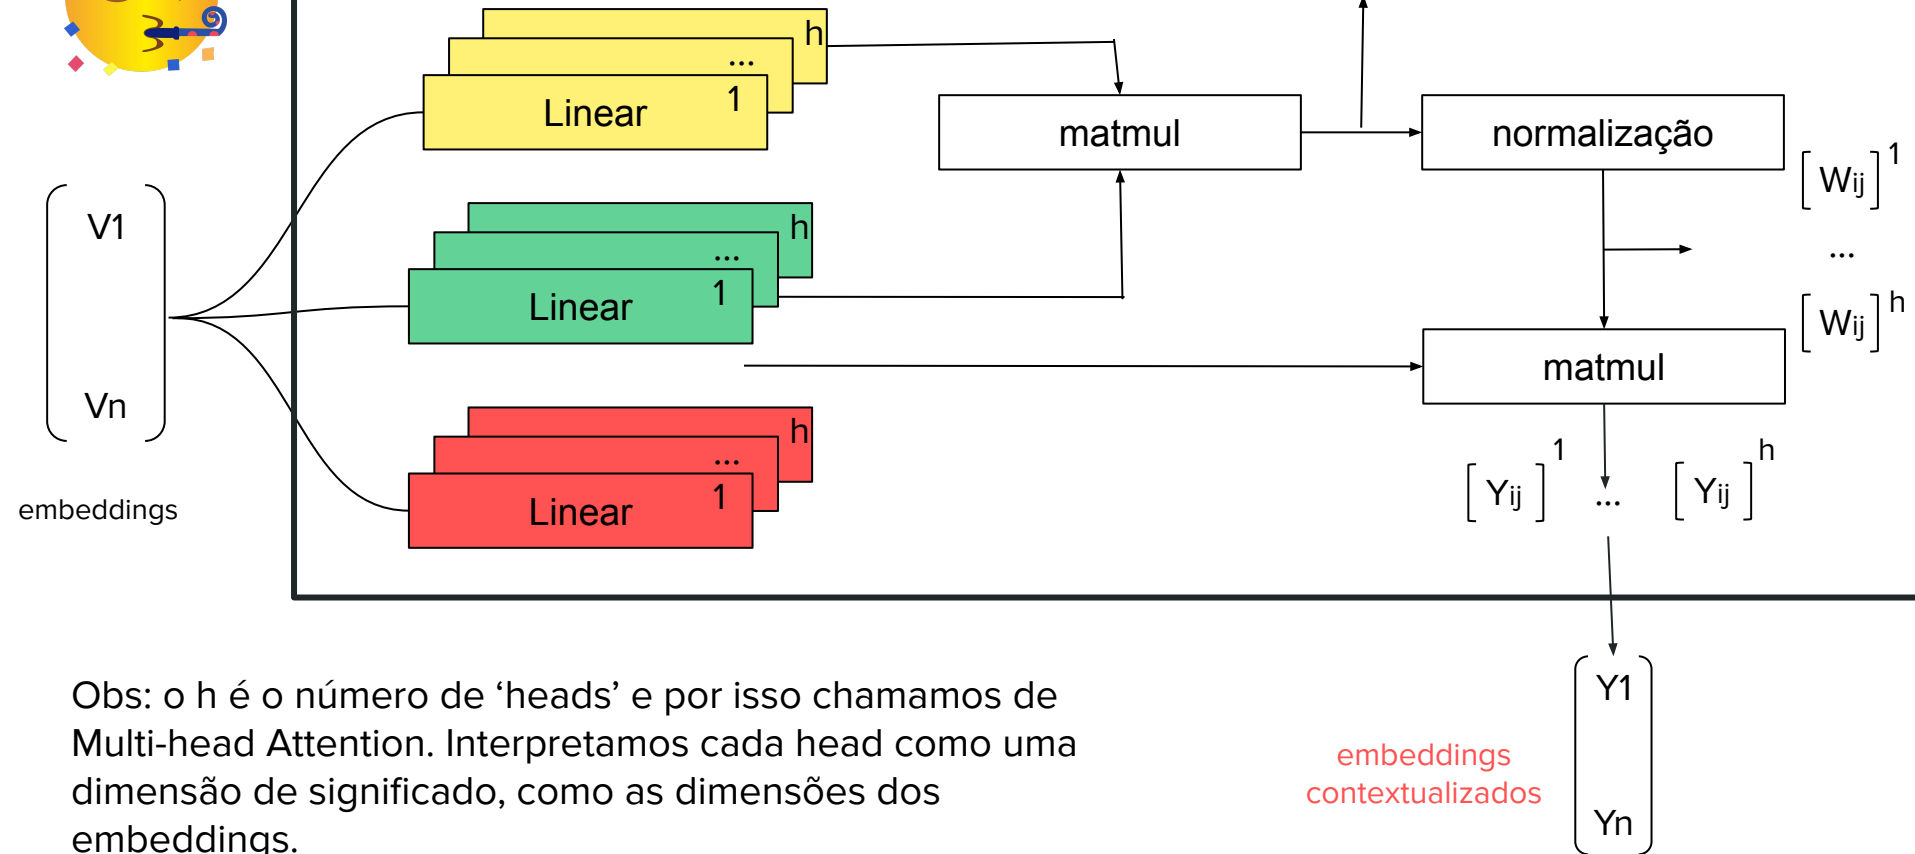 h
...
Linear 1
matmul
normalização
[Wij] 1
...
[Wij] h
V1
Vn
embeddings
h
...
Linear 1
matmul
h
...
Linear 1
[Yij] 1 ... [Yij] h
Obs: o h é o número de ‘heads’ e por isso chamamos de
Multi-head Attention. Interpretamos cada head como uma
dimensão de significado, como as dimensões dos
embeddings.
embeddings
contextualizados
Y1
Yn